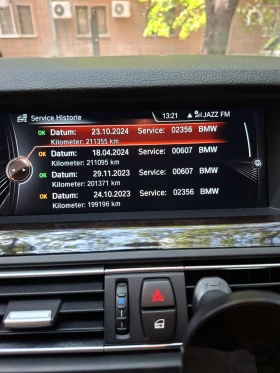 Service Historie 13:21 JAZZ FM
OK Datum: 23.10.2024 Service: 02356 BMW
Kilometer: 211355 km
OK Datum: 18.04.2024 Service: 00607 BMW
Kilometer: 211095 km
OK Datum: 29.11.2023 Service: 00607 BMW
Kilometer: 201371 km
OK Datum: 24.10.2023 Service: 02356 BMW
Kilometer: 199196 km